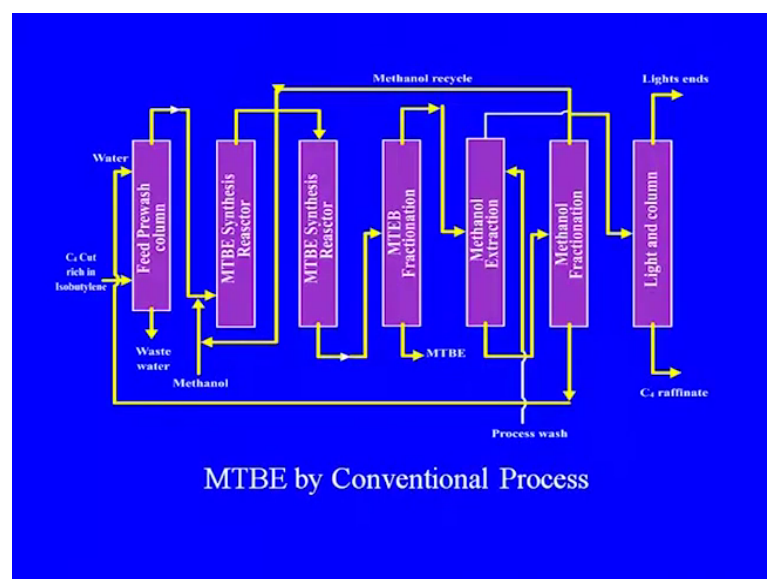 Methanol recycle
Lights ends
Water
Feed Prewash
column
MTBE Synthesis
Reasctor
MTBE Synthesis
Reasctor
MTEB
Fractionation
Methanol
Extraction
Methanol
Fractionation
Light and column
C₄ Cut
rich in
Isobutylene
Waste
water
Methanol
MTBE
C₄ raffinate
Process wash
MTBE by Conventional Process